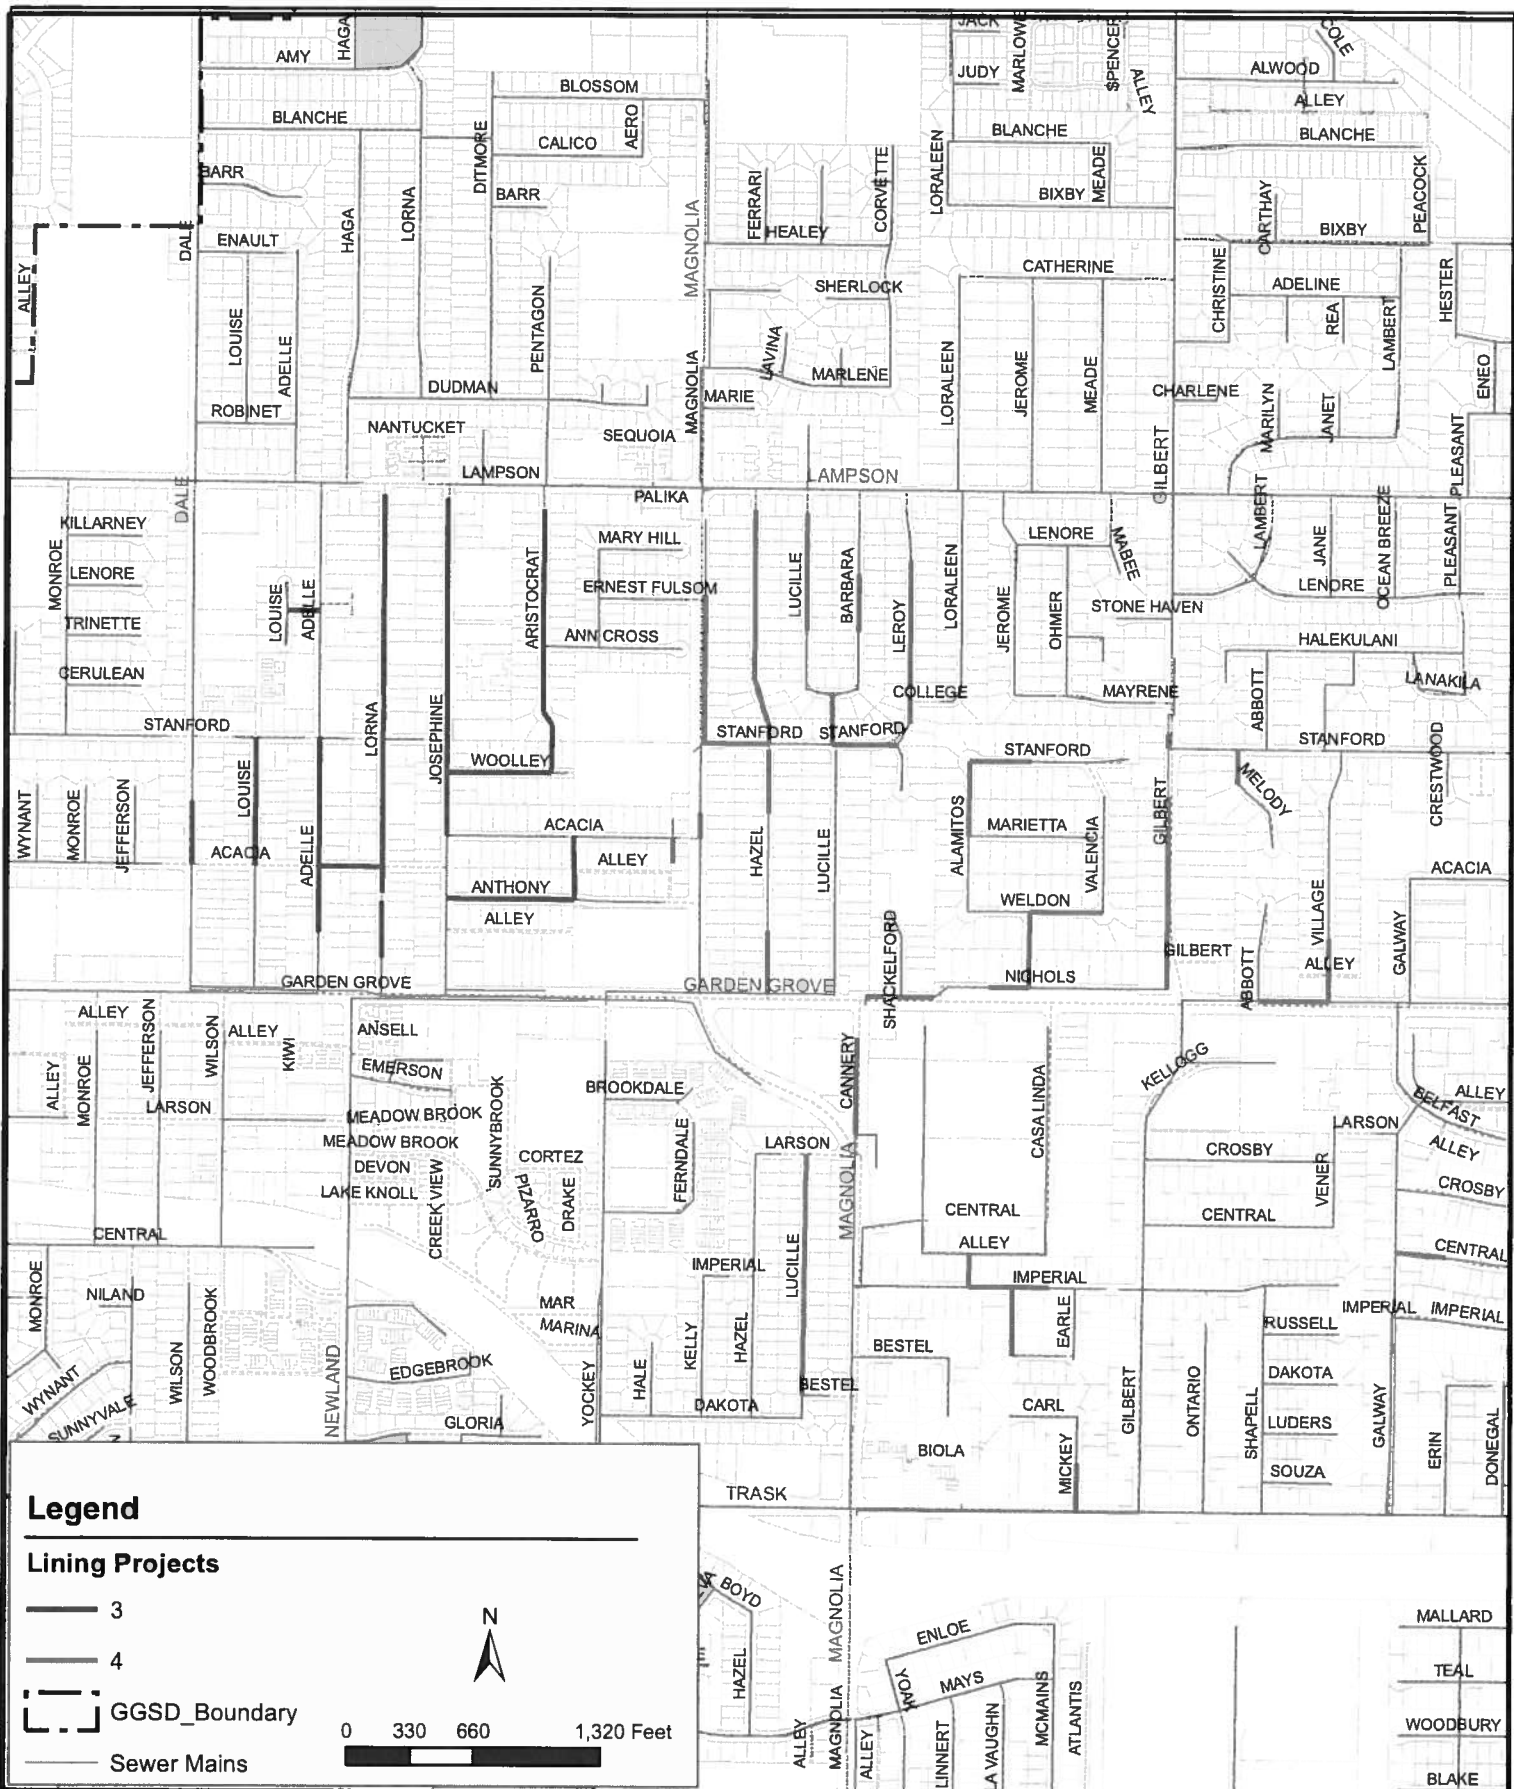 JACK
MARLOWE
SPENCER
COLE
HAGA
AMY
ALWOOD
JUDY
ALLEY
BLOSSOM
ALLEY
AERO
BLANCHE
DITMORE
CALICO
LORALEEN
BLANCHE
BLANCHE
BARR
BARR
LORNA
HAGA
FERRARI
CORVETTE
MEADE
BIXBY
CARTHAY
PEACOCK
BIXBY
DALE
ENAULT
MAGNOLIA
HEALEY
ALLEY
LOUISE
ADELLE
PENTAGON
SHERLOCK
CATHERINE
CHRISTINE
ADELINE
REA
LAMBERT
HESTER
LAVINA
MARLENE
LORALEEN
JEROME
MEADE
CHARLENE
MARILYN
JANET
ENEO
DUDMAN
MAGNOLIA
MARIE
ROBINET
NANTUCKET
SEQUOIA
LAMPSON
LAMPSON
GILBERT
PLEASANT
DALE
PALIKA
KILLARNEY
MONROE
LENORE
TRINETTE
CERULEAN
STANFORD
LOUISE
ADELLE
LORNA
JOSEPHINE
ARISTOCRAT
MARY HILL
ERNEST FULSOM
ANN CROSS
WOOLLEY
LUCILLE
BARBARA
LEROY
LORALEEN
COLLEGE
STANFORD
STANFORD
LENORE
MABEE
JEROME
OHMER
STONE HAVEN
MAYRENE
LAMBERT
JANE
OCEAN BREEZE
PLEASANT
LENORE
HALEKULANI
ABBOTT
LANAKILA
STANFORD
STANFORD
CRESTWOOD
MELODY
WYNANT
MONROE
JEFFERSON
LOUISE
ACACIA
ADELLE
ACACIA
ALLEY
ANTHONY
ALLEY
HAZEL
LUCILLE
ALAMITOS
MARIETTA
VALENCIA
GILBERT
WELDON
ACACIA
VILLAGE
GALWAY
SHACKELFORD
GILBERT
ABBOTT
ALLEY
NICHOLS
GARDEN GROVE
GARDEN GROVE
ALLEY
JEFFERSON
WILSON
ALLEY
KIWI
ANSELL
EMERSON
ALLEY
MONROE
LARSON
MEADOW BROOK
MEADOW BROOK
SUNNYBROOK
DEVON
LAKE KNOLL
CREEK VIEW
CORTEZ
PIZARRO
DRAKE
BROOKDALE
FERNDALE
LARSON
CANNERY
MAGNOLIA
CASA LINDA
KELLOGG
BELFAST
ALLEY
LARSON
ALLEY
CROSBY
VENER
CROSBY
CENTRAL
CENTRAL
ALLEY
CENTRAL
CENTRAL
MONROE
NILAND
WILSON
WOODBROOK
WYNANT
SUNNYVALE
NEWLAND
MAR
MARINA
EDGEBROOK
GLORIA
YOCKEY
IMPERIAL
LUCILLE
HALE
KELLY
HAZEL
DAKOTA
BESTEL
IMPERIAL
EARLE
BESTEL
CARL
BIOLA
MICKEY
GILBERT
ONTARIO
SHAPELL
RUSSELL
DAKOTA
LUDERS
SOUZA
IMPERIAL
IMPERIAL
GALWAY
ERIN
DONEGAL
TRASK
BOYD
HAZEL
MAGNOLIA
MAGNOLIA
ALLEY
MAGNOLIA
ALLEY
ENLOE
YOAK
MAYS
LINNERT
LA VAUGHN
MCMAINS
ATLANTIS
MALLARD
TEAL
WOODBURY
BLAKE
Legend
Lining Projects
3
4
GGSD_Boundary
Sewer Mains
N
0 330 660 1,320 Feet